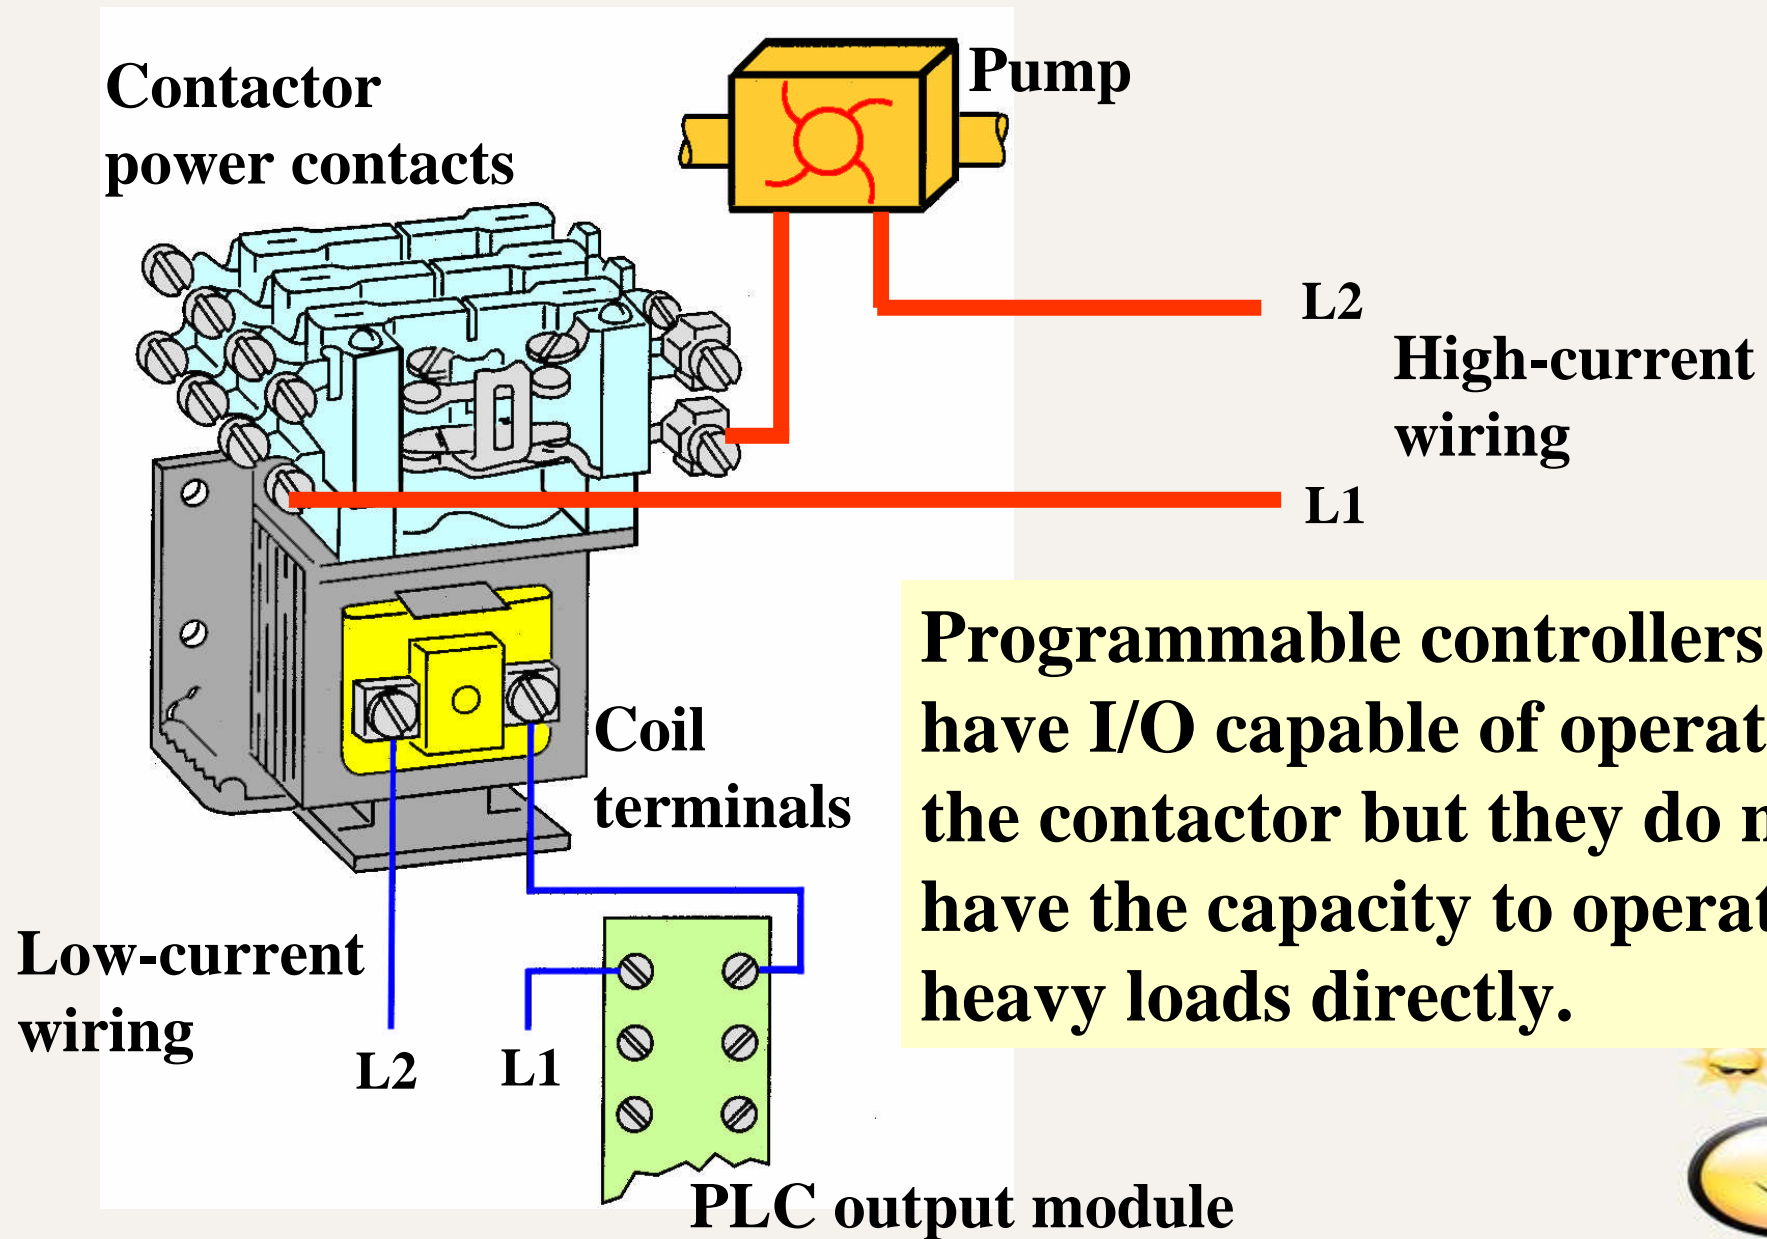 Contactor
power contacts
Pump
L2
High-current
wiring
L1
Programmable controllers
have I/O capable of operat
the contactor but they do
have the capacity to operat
heavy loads directly.
Coil
terminals
Low-current
wiring
L2
L1
PLC output module